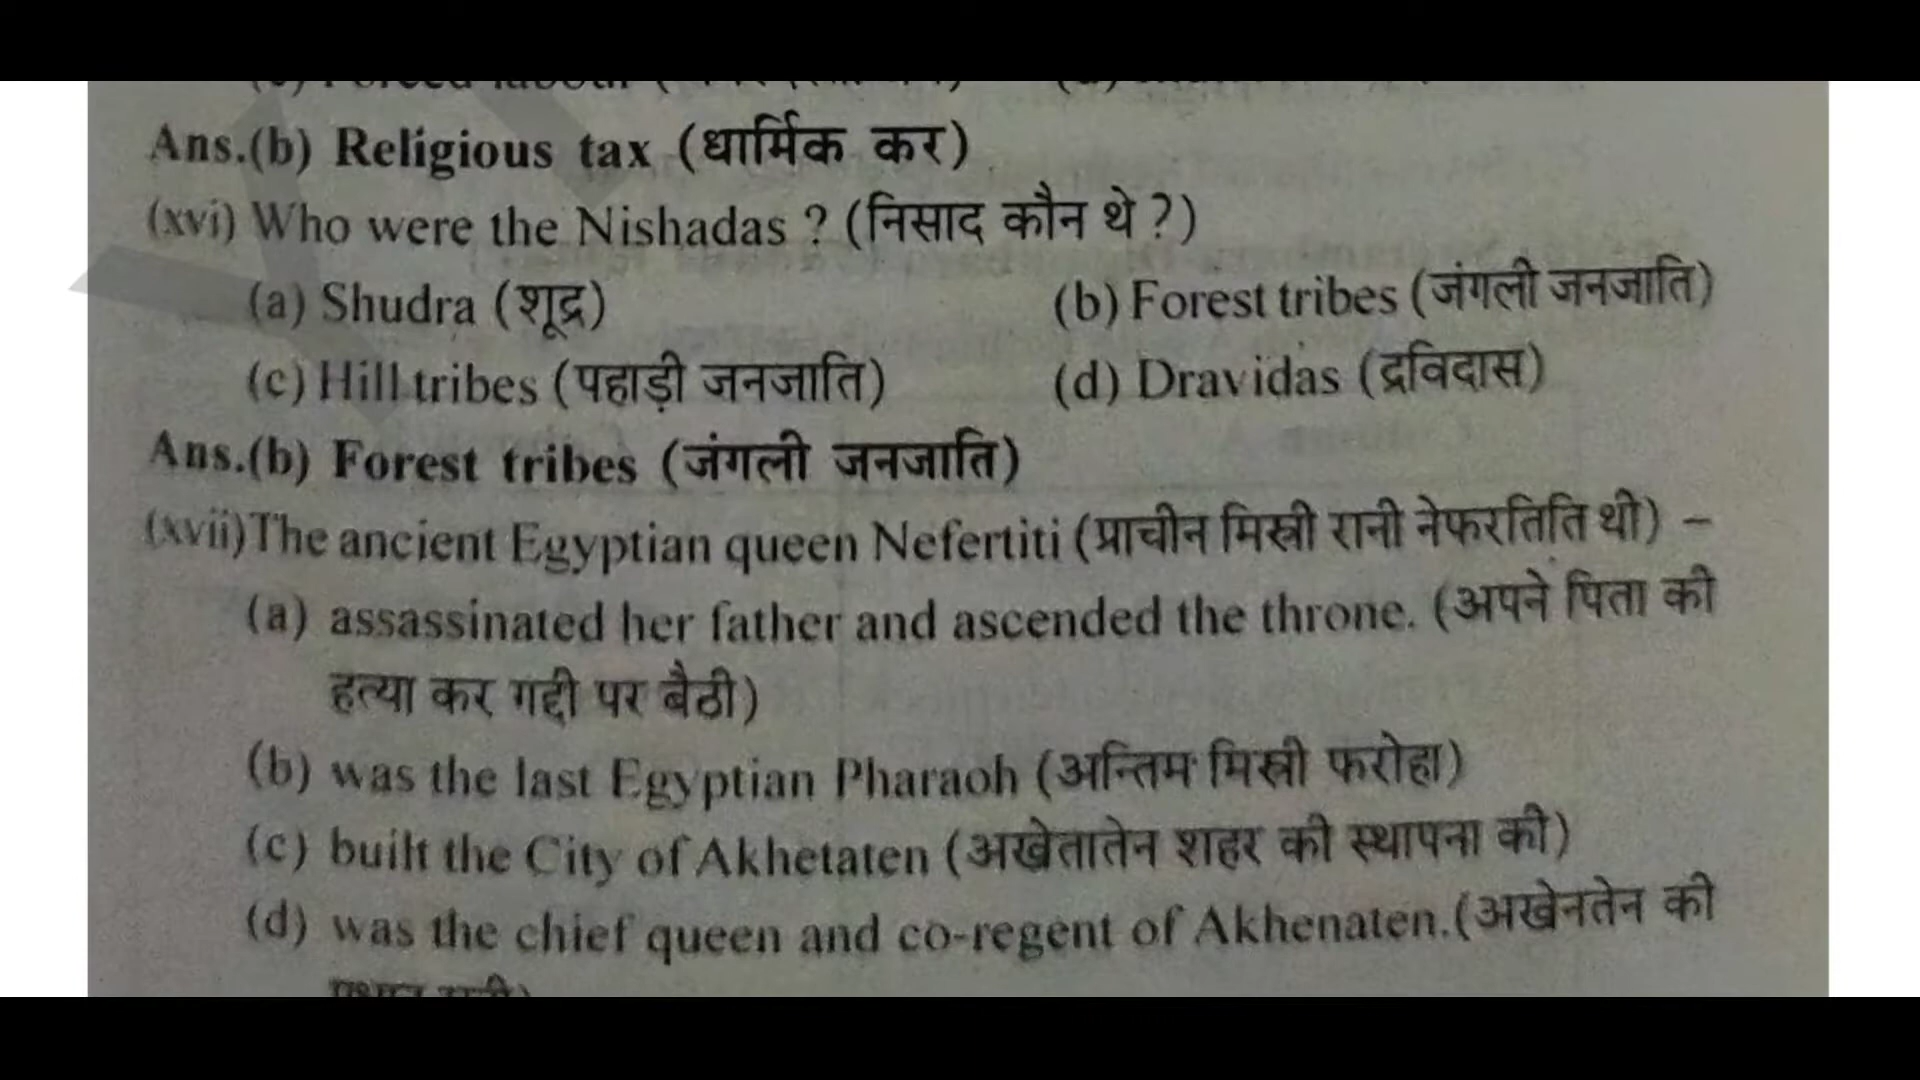 (c) Forced labour
Ans.(b) Religious tax (धार्मिक कर)
(xvi) Who were the Nishadas ? (निसाद कौन थे ?)
(a) Shudra (शूद्र) (b) Forest tribes (जंगली जनजाति)
(c) Hill tribes (पहाड़ी जनजाति) (d) Dravidas (द्रविदास)
Ans.(b) Forest tribes (जंगली जनजाति)
(xvii) The ancient Egyptian queen Nefertiti (प्राचीन मिस्री रानी नेफरतिति थी) –
(a) assassinated her father and ascended the throne. (अपने पिता की
हत्या कर गद्दी पर बैठी)
(b) was the last Egyptian Pharaoh (अन्तिम मिस्री फरोहा)
(c) built the City of Akhetaten (अखेतातेन शहर की स्थापना की)
(d) was the chief queen and co-regent of Akhenaten.(अखेनतेन की